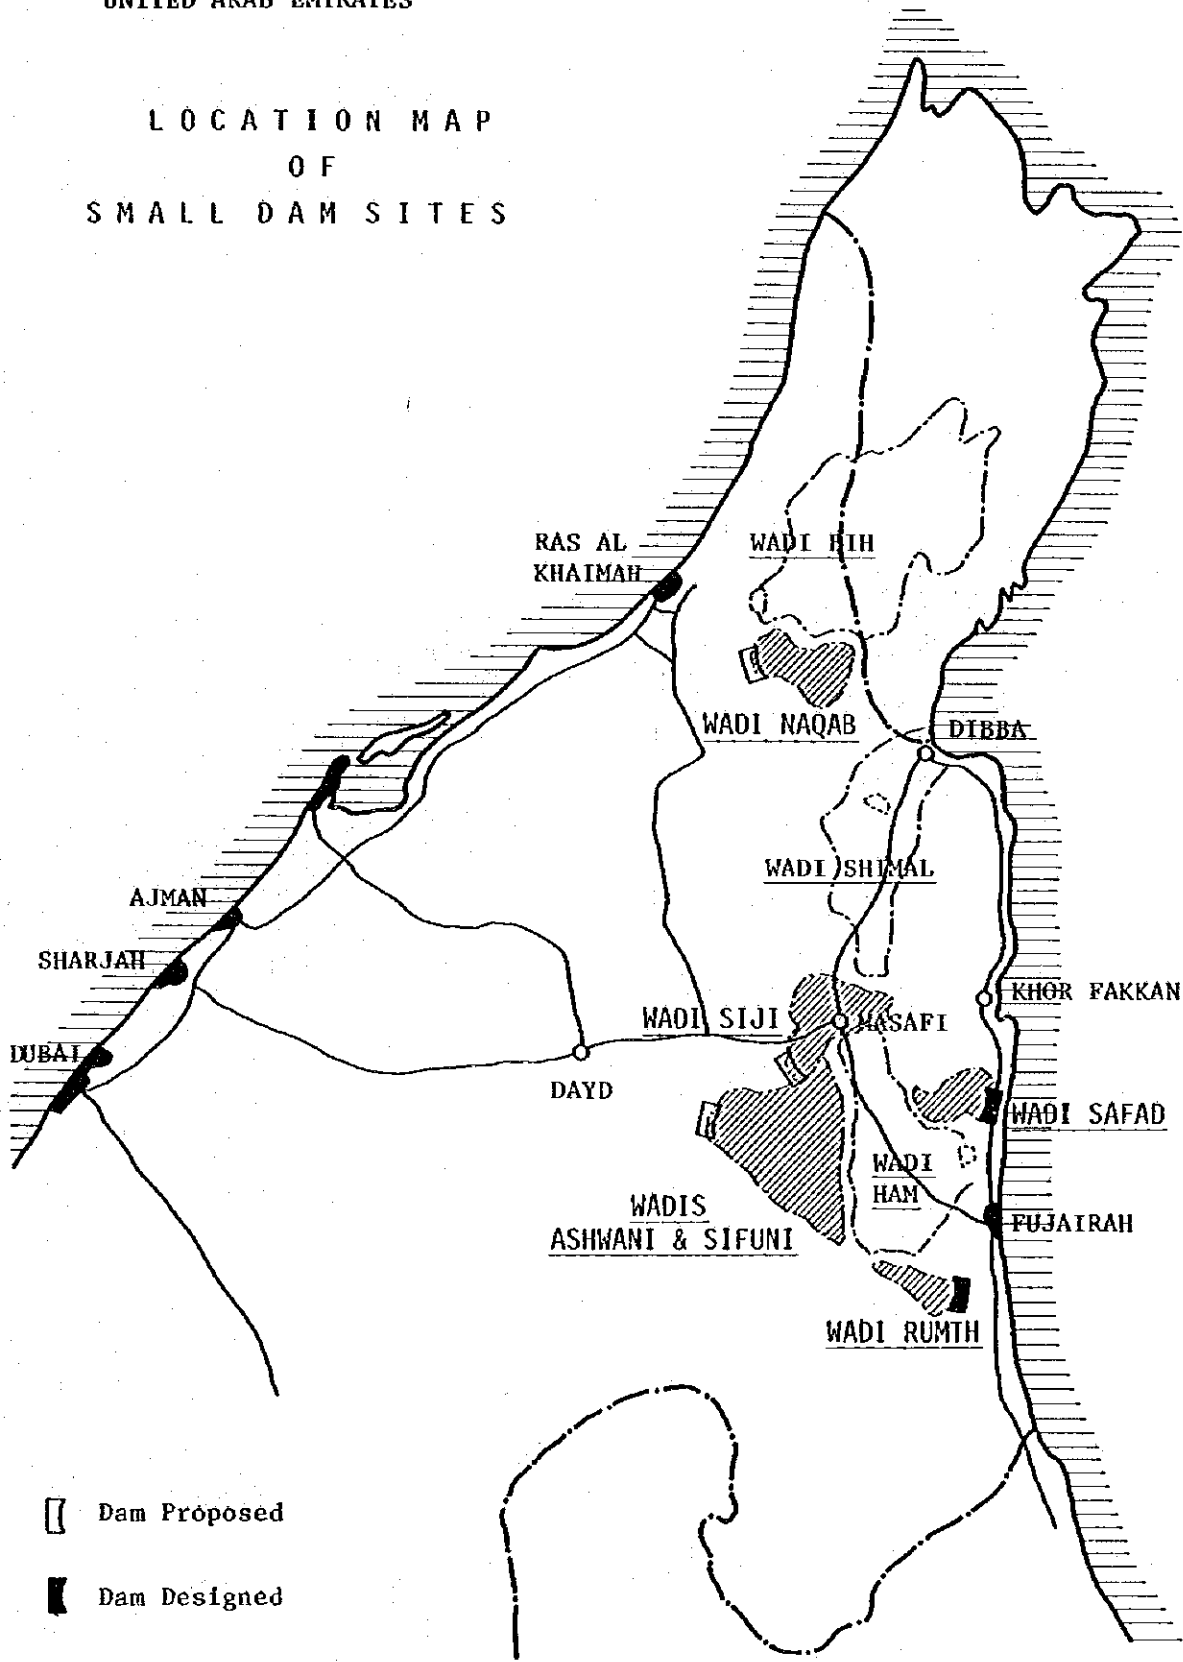 UNITED ARAB EMIRATES
LOCATION MAP
OF
SMALL DAM SITES
RAS AL
KHAIMAH
WADI BIH
WADI NAQAB
DIBBA
WADI SHIMAL
AJMAN
SHARJAH
KHOR FAKKAN
WADI SIJI
MASAFI
DUBAI
DAYD
WADI SAFAD
WADI
HAM
WADIS
ASHWANI & SIFUNI
FUJAIRAH
WADI RUMTH
Dam Proposed
Dam Designed